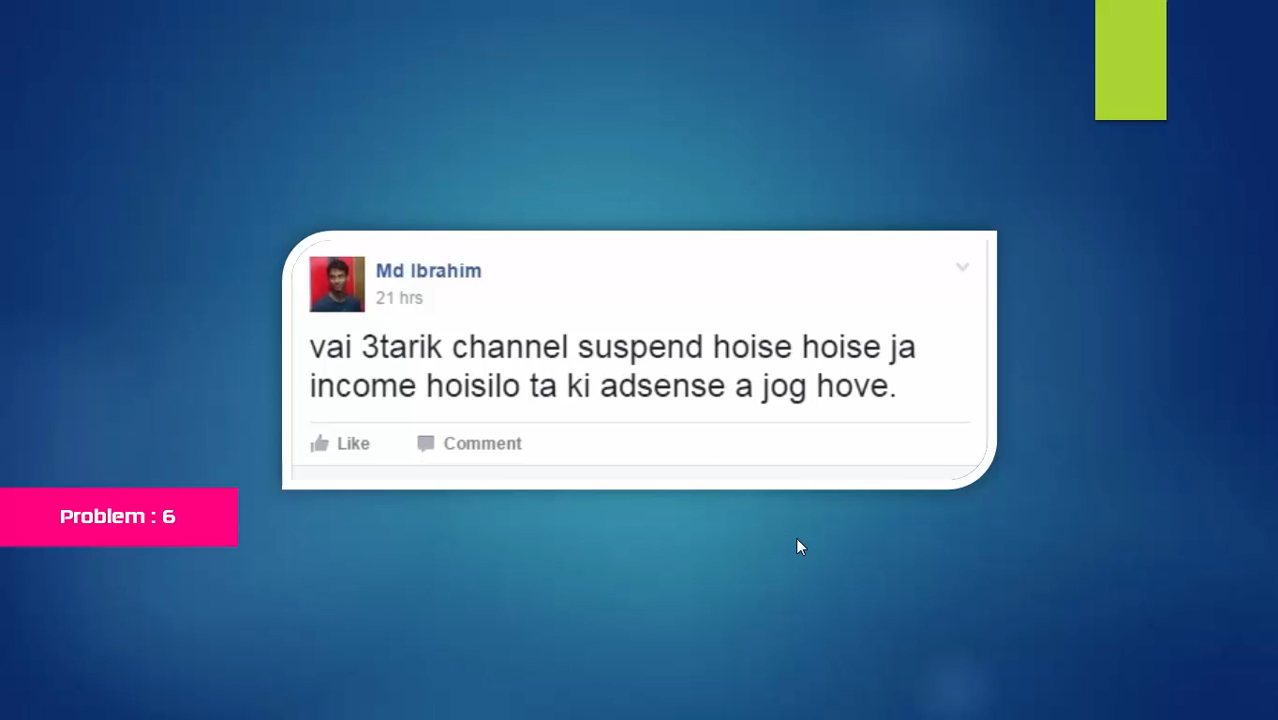 Md Ibrahim
21 hrs
vai 3tarik channel suspend hoise hoise ja
income hoisilo ta ki adsense a jog hove.
Like Comment
Problem : 6